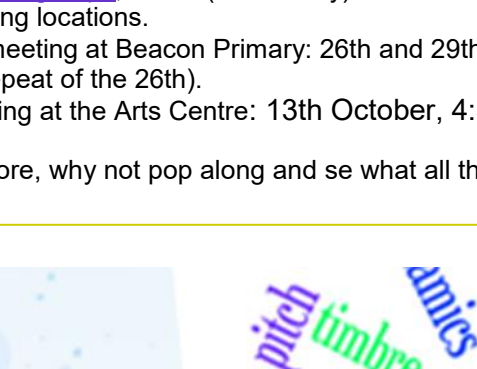 ng locations.
neeting at Beacon Primary: 26th and 29th
peat of the 26th).
ing at the Arts Centre: 13th October, 4:
ore, why not pop along and se what all th
pitch
timbre
amics